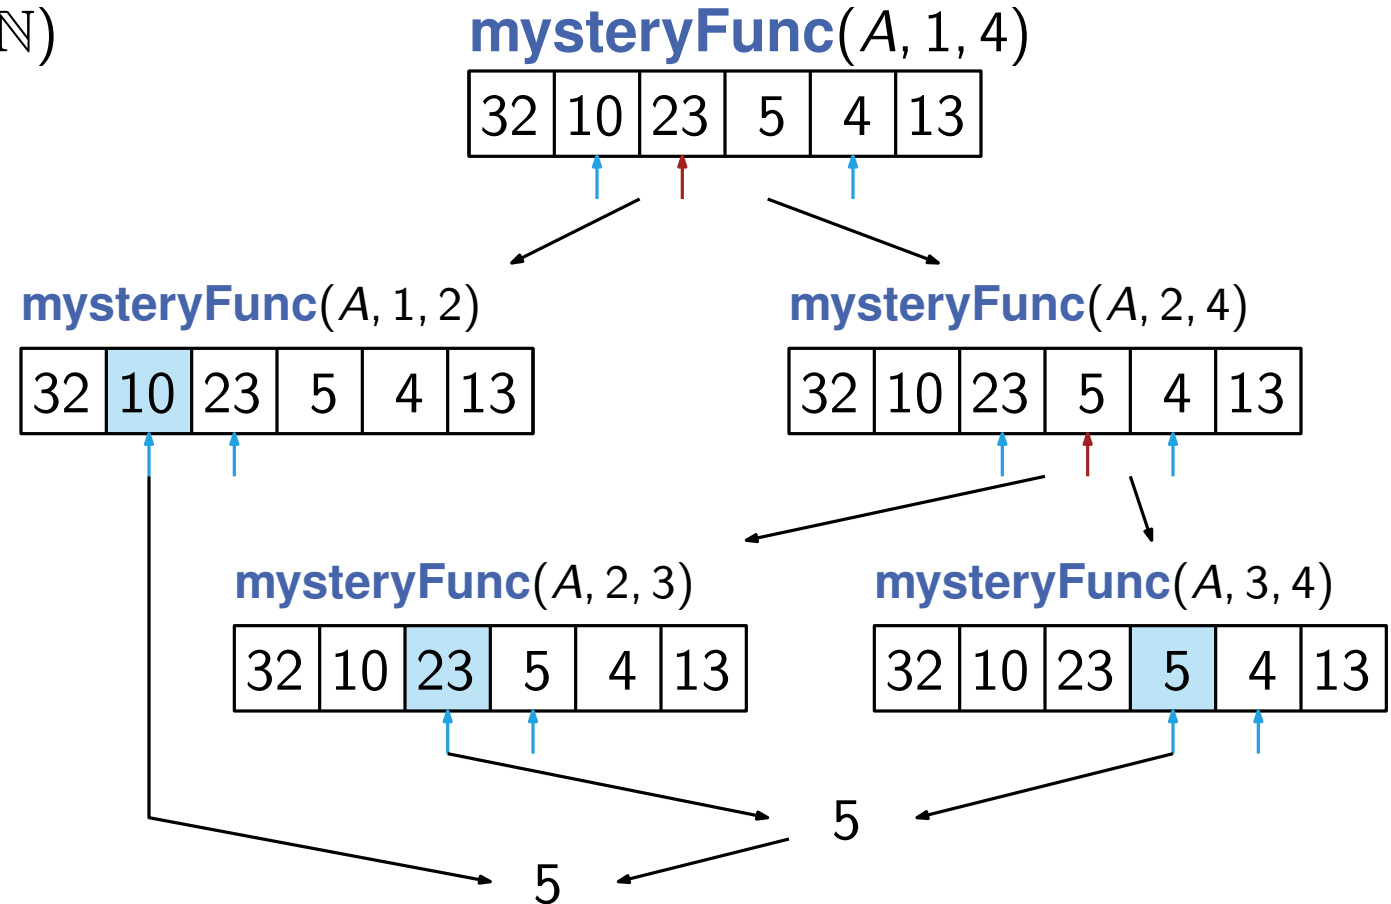 ℕ)
mysteryFunc(A, 1, 4)
32 10 23 5 4 13
mysteryFunc(A, 1, 2)
32 10 23 5 4 13
mysteryFunc(A, 2, 4)
32 10 23 5 4 13
mysteryFunc(A, 2, 3)
32 10 23 5 4 13
mysteryFunc(A, 3, 4)
32 10 23 5 4 13
5
5